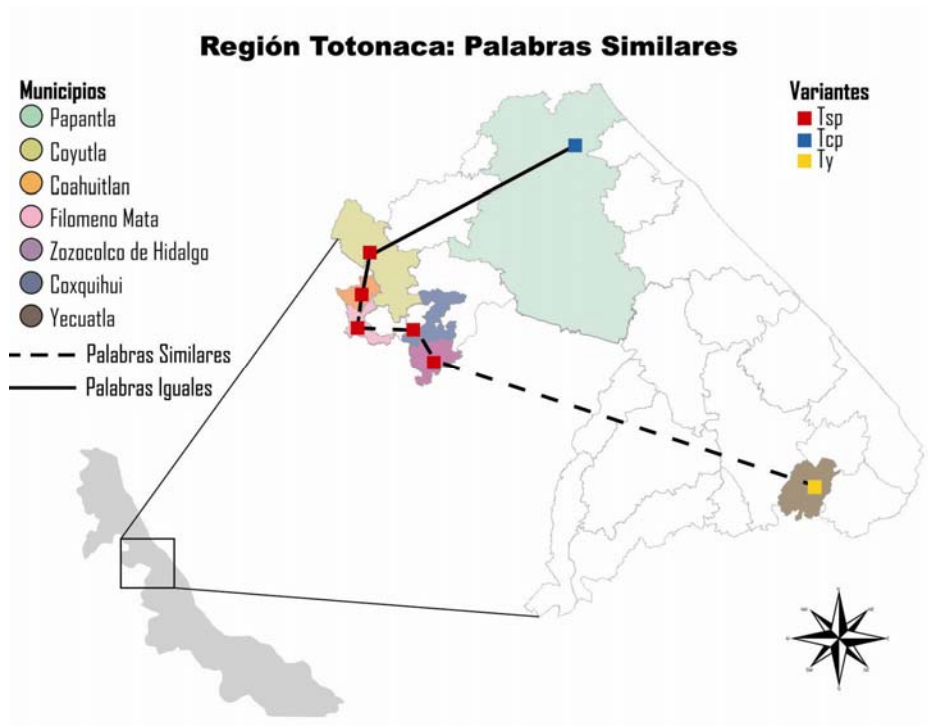 Región Totonaca: Palabras Similares
Municipios
Papantla
Coyutla
Coahuitlan
Filomeno Mata
Zozocolco de Hidalgo
Coxquihui
Yecuatla
Palabras Similares
Palabras Iguales
Variantes
Tsp
Tcp
Ty